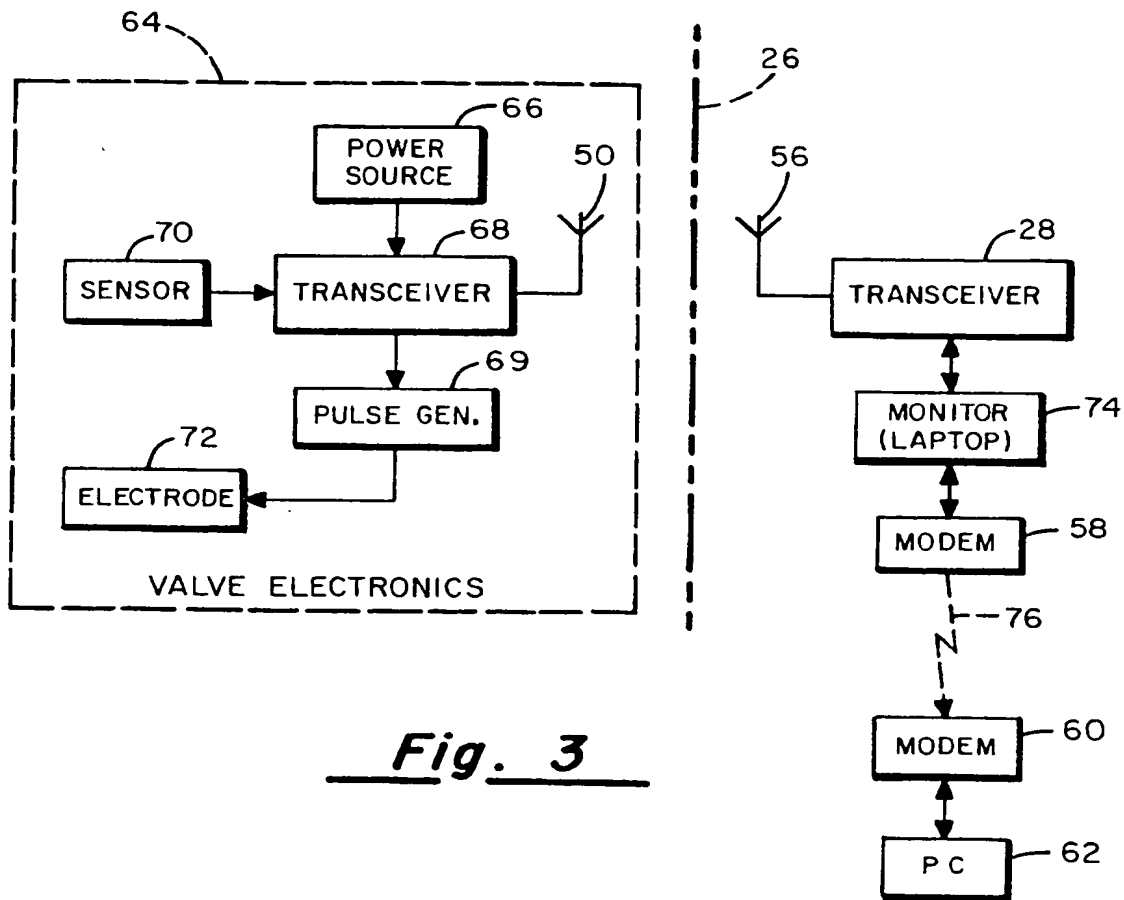 64
26
66
POWER
SOURCE
50
56
70
SENSOR
68
TRANSCEIVER
28
TRANSCEIVER
69
PULSE GEN.
74
MONITOR
(LAPTOP)
72
ELECTRODE
58
MODEM
VALVE ELECTRONICS
76
60
MODEM
Fig. 3
62
PC